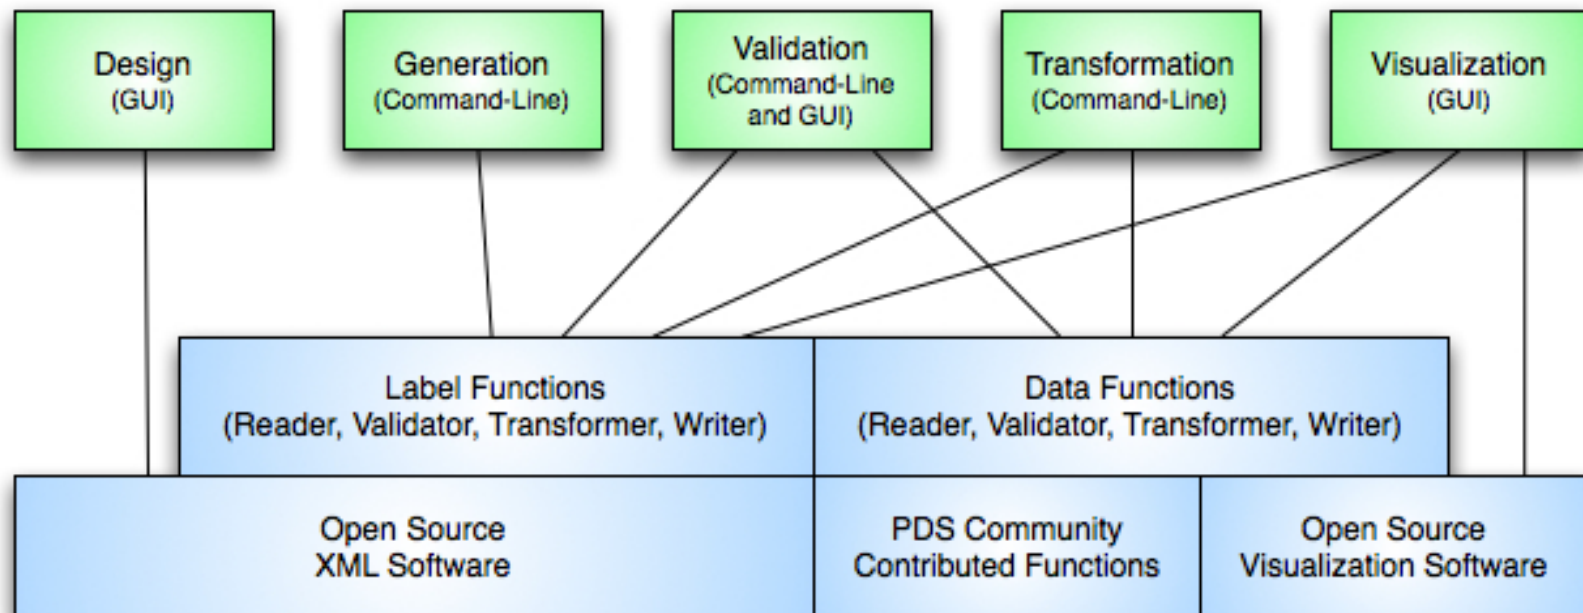 Design
(GUI)
Generation
(Command-Line)
Validation
(Command-Line
and GUI)
Transformation
(Command-Line)
Visualization
(GUI)
Label Functions
(Reader, Validator, Transformer, Writer)
Data Functions
(Reader, Validator, Transformer, Writer)
Open Source
XML Software
PDS Community
Contributed Functions
Open Source
Visualization Software